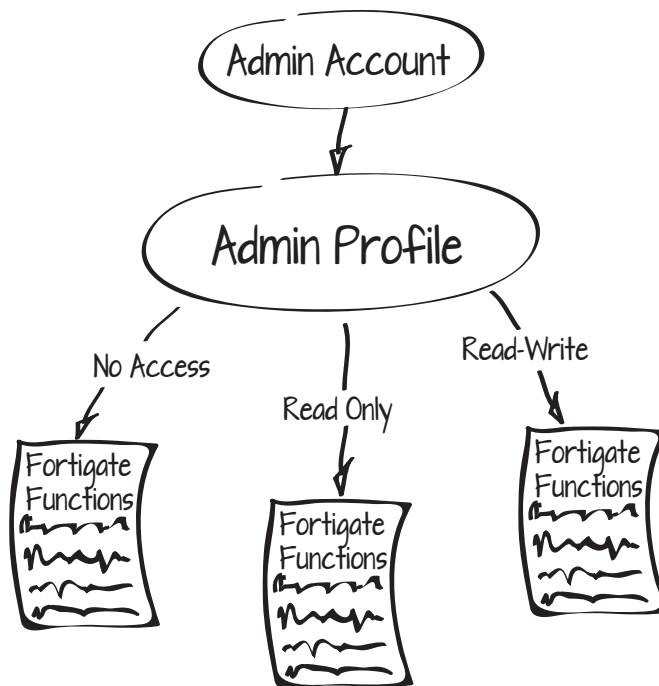 Admin Account
Admin Profile
No Access
Read Only
Read-Write
Fortigate
Functions
Fortigate
Functions
Fortigate
Functions